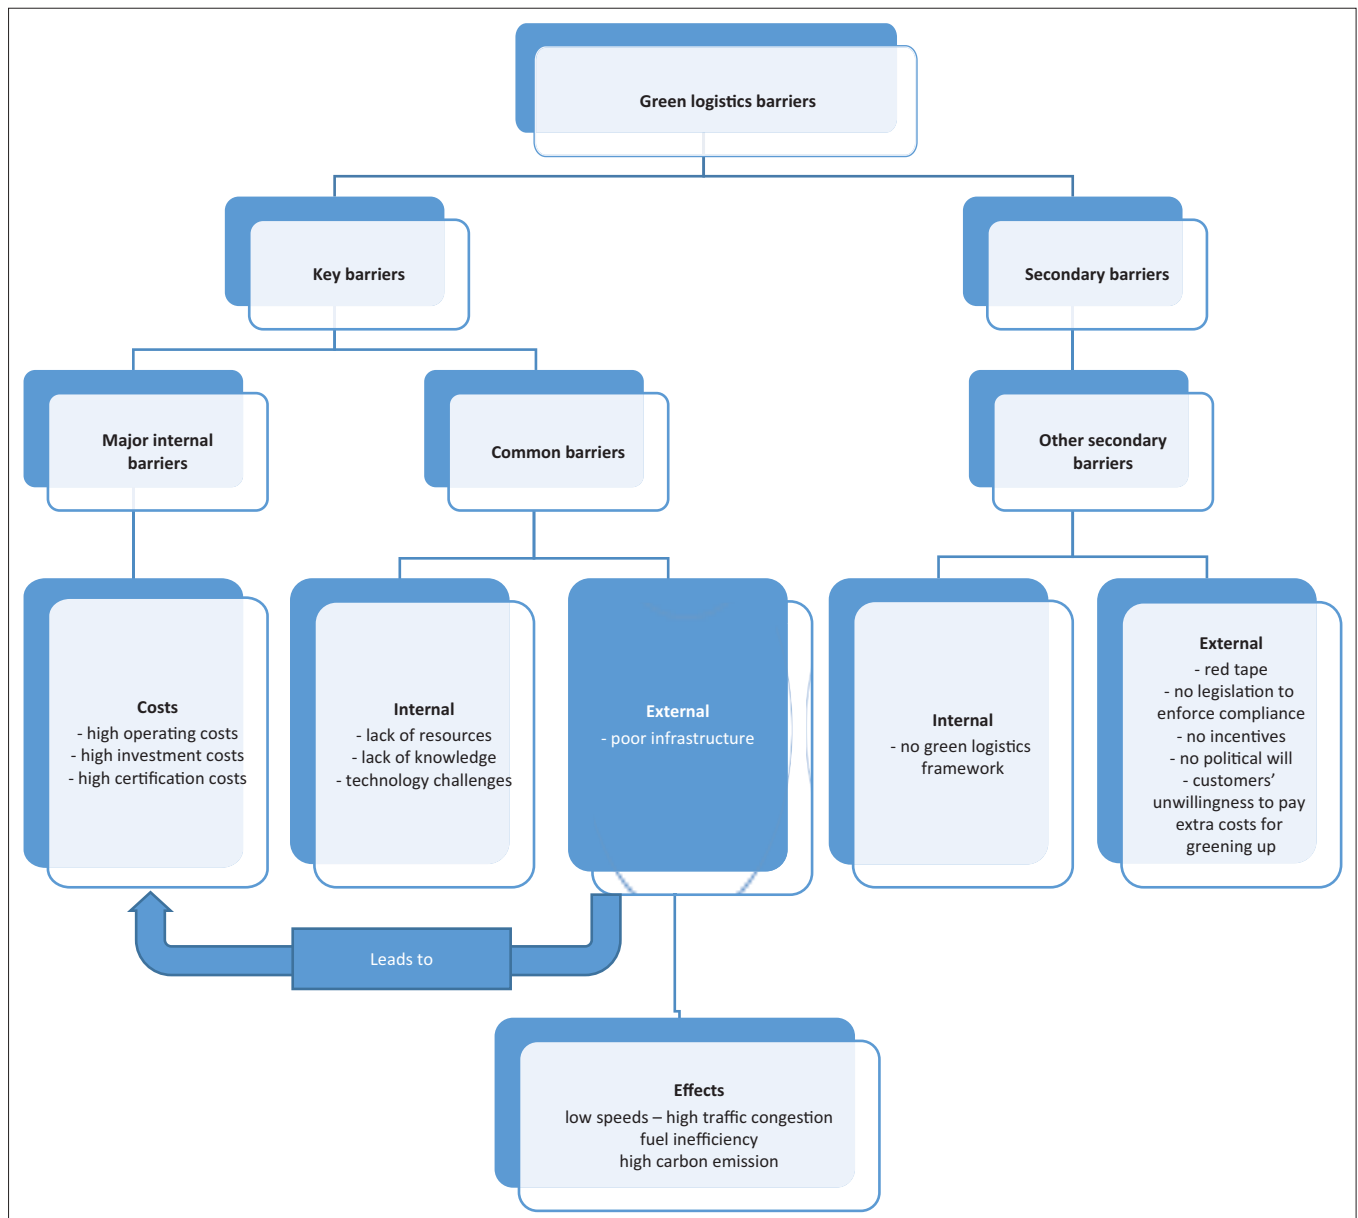 Green logistics barriers
Key barriers
Secondary barriers
Major internal
barriers
Common barriers
Other secondary
barriers
Costs
- high operating costs
- high investment costs
- high certification costs
Internal
- lack of resources
- lack of knowledge
- technology challenges
External
- poor infrastructure
Internal
- no green logistics
framework
External
- red tape
- no legislation to
enforce compliance
- no incentives
- no political will
- customers’
unwillingness to pay
extra costs for
greening up
Leads to
Effects
low speeds – high traffic congestion
fuel inefficiency
high carbon emission